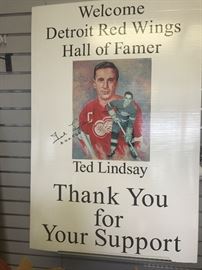 Welcome
Detroit Red Wings
Hall of Famer
C
Ted Lindsay
Thank You
for
Your Support